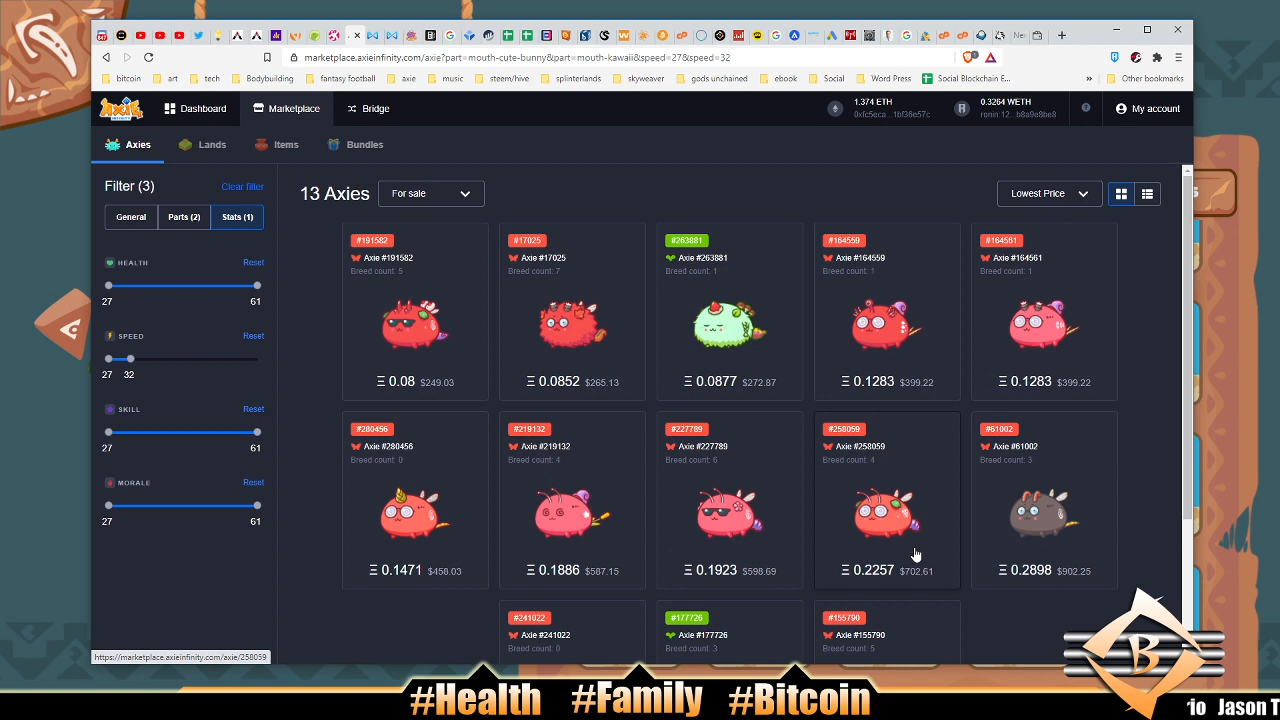 marketplace.axieinfinity.com/axie?part=mouth-cute-bunny&part=mouth-kawaii&speed=27&speed=32
bitcoin art tech Bodybuilding fantasy football axie music steem/hive splinterlands skyweaver gods unchained ebook Social Word Press Social Blockchain E... » Other bookmarks
AXIE INFINITY Dashboard Marketplace Bridge
1.374 ETH 0.3264 WETH
0xfc5eca...1bf36e57c ronin:12...b8a9e8be8
My account
Axies Lands Items Bundles
Filter (3) Clear filter
General Parts (2) Stats (1)
HEALTH Reset
27 61
SPEED Reset
27 32
SKILL Reset
27 61
MORALE Reset
27 61
13 Axies For sale Lowest Price
#191582 #17025 #263881 #164559 #164561
Axie #191582 Axie #17025 Axie #263881 Axie #164559 Axie #164561
Breed count: 5 Breed count: 7 Breed count: 1 Breed count: 1 Breed count: 1
Ξ 0.08 $249.03 Ξ 0.0852 $265.13 Ξ 0.0877 $272.87 Ξ 0.1283 $399.22 Ξ 0.1283 $399.22
#280456 #219132 #227789 #258059 #61002
Axie #280456 Axie #219132 Axie #227789 Axie #258059 Axie #61002
Breed count: 0 Breed count: 4 Breed count: 6 Breed count: 4 Breed count: 3
Ξ 0.1471 $458.03 Ξ 0.1886 $587.15 Ξ 0.1923 $598.69 Ξ 0.2257 $702.61 Ξ 0.2898 $902.25
#241022 #177726 #155790
Axie #241022 Axie #177726 Axie #155790
Breed count: 0 Breed count: 3 Breed count: 5
https://marketplace.axieinfinity.com/axie/258059
B
#Health #Family #Bitcoin
rio Jason T